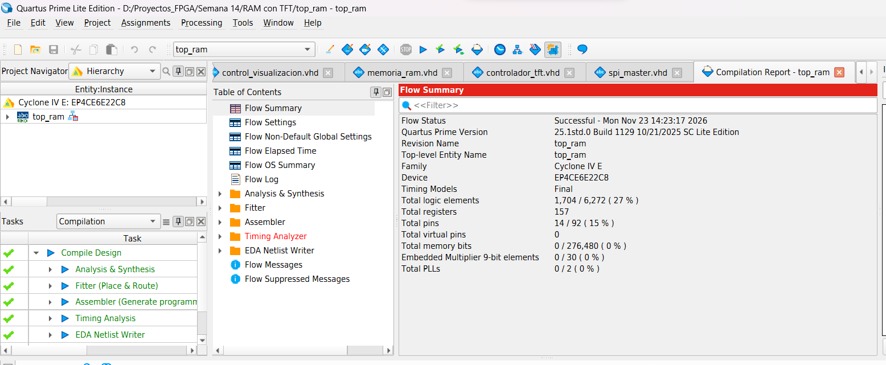 Quartus Prime Lite Edition - D:/Proyectos_FPGA/Semana 14/RAM con TFT/top_ram - top_ram
File Edit View Project Assignments Processing Tools Window Help
top_ram
Project Navigator Hierarchy
Entity:Instance
Cyclone IV E: EP4CE6E22C8
top_ram
Tasks Compilation
Task
Compile Design
Analysis & Synthesis
Fitter (Place & Route)
Assembler (Generate programm
Timing Analysis
EDA Netlist Writer
control_visualizacion.vhd memoria_ram.vhd controlador_tft.vhd spi_master.vhd Compilation Report - top_ram
Table of Contents
Flow Summary
Flow Settings
Flow Non-Default Global Settings
Flow Elapsed Time
Flow OS Summary
Flow Log
Analysis & Synthesis
Fitter
Assembler
Timing Analyzer
EDA Netlist Writer
Flow Messages
Flow Suppressed Messages
Flow Summary
<<Filter>>
Flow Status Successful - Mon Nov 23 14:23:17 2026
Quartus Prime Version 25.1std.0 Build 1129 10/21/2025 SC Lite Edition
Revision Name top_ram
Top-level Entity Name top_ram
Family Cyclone IV E
Device EP4CE6E22C8
Timing Models Final
Total logic elements 1,704 / 6,272 ( 27 % )
Total registers 157
Total pins 14 / 92 ( 15 % )
Total virtual pins 0
Total memory bits 0 / 276,480 ( 0 % )
Embedded Multiplier 9-bit elements 0 / 30 ( 0 % )
Total PLLs 0 / 2 ( 0 % )